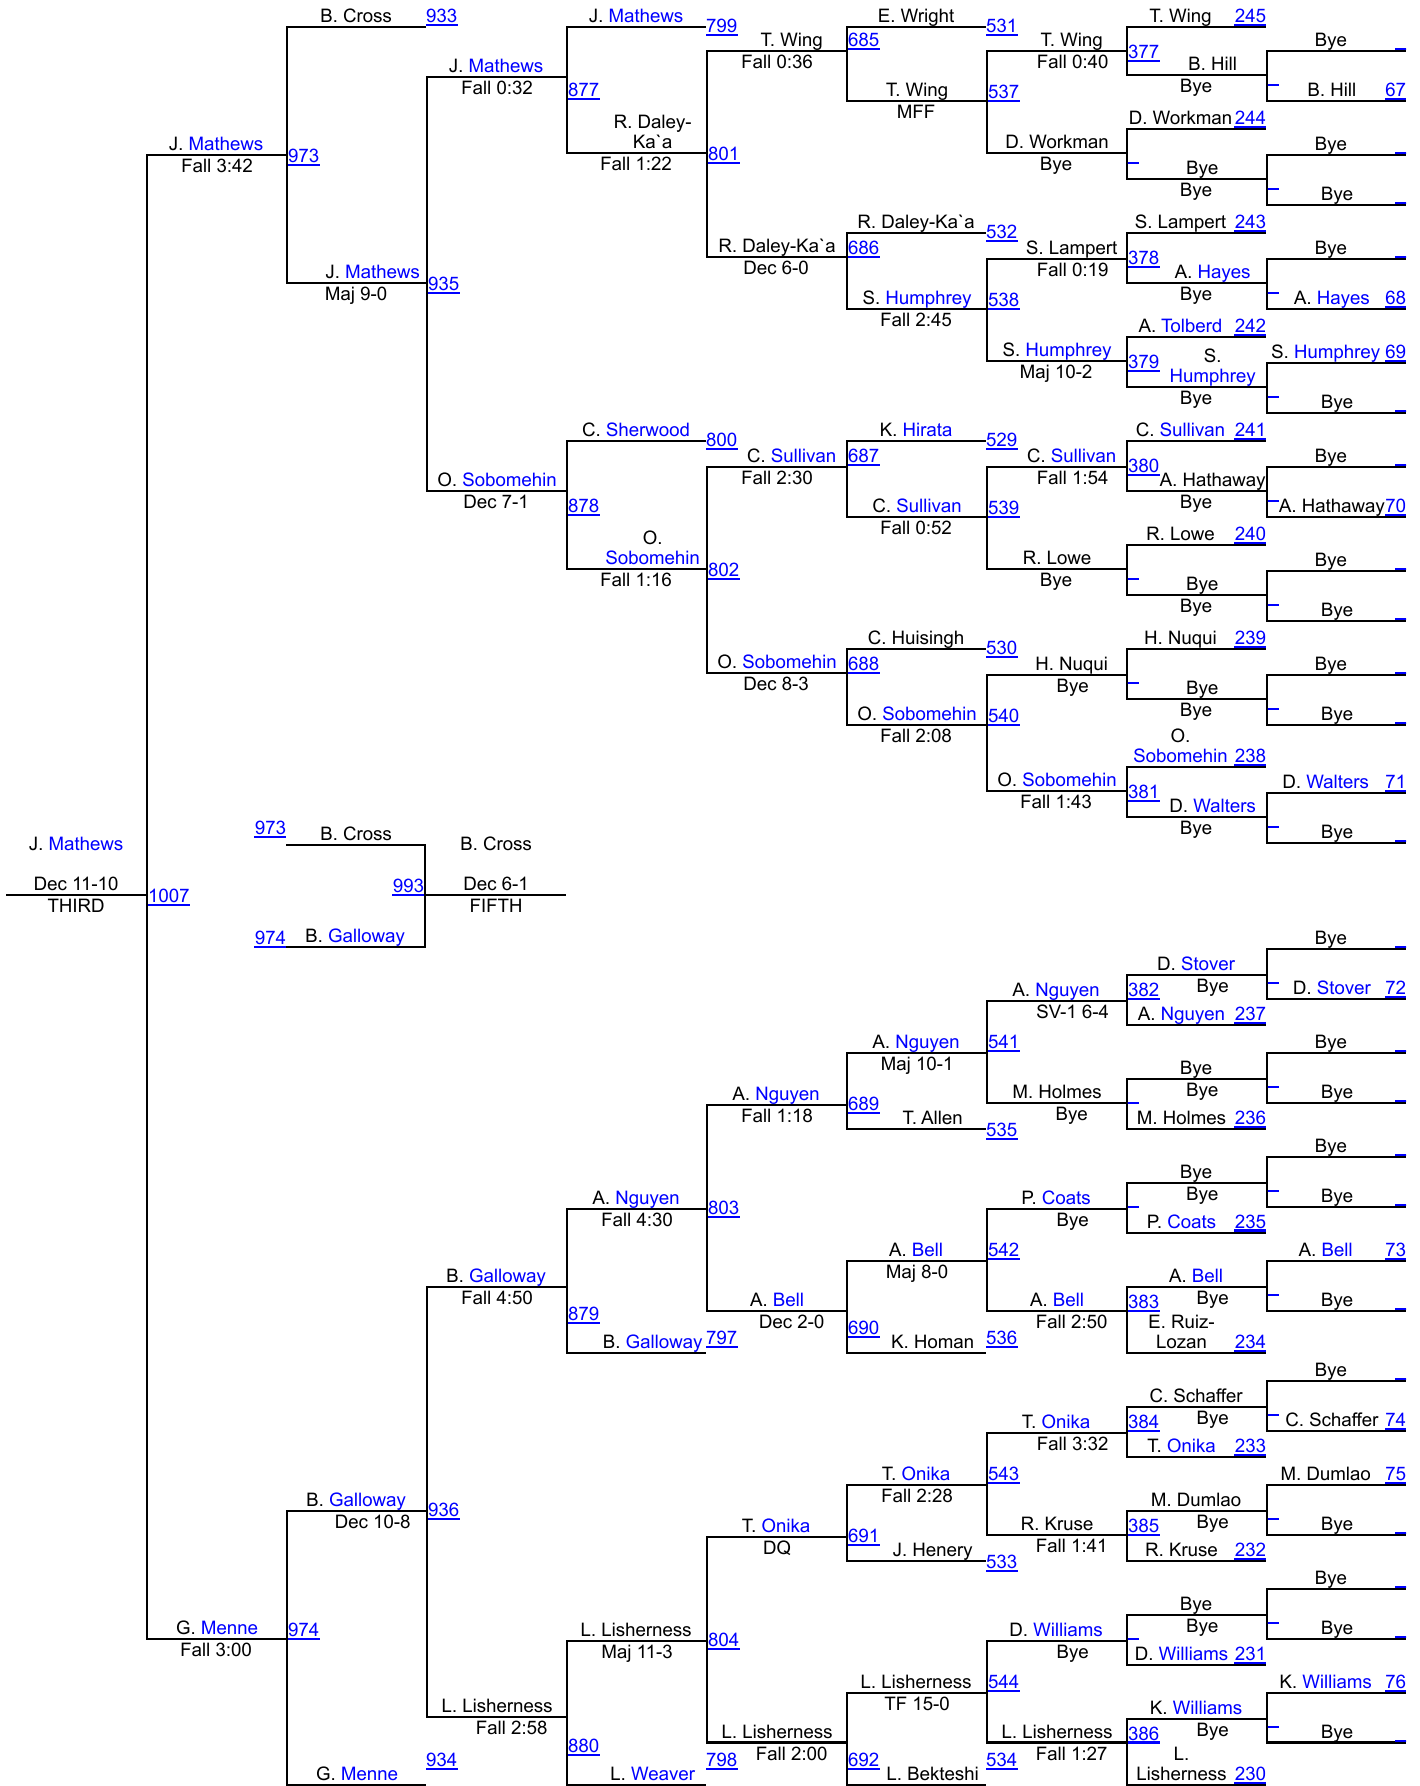 B. Cross 933
J. Mathews 799
E. Wright 531
T. Wing 245
T. Wing 685
T. Wing 377
Bye
Fall 0:36
Fall 0:40
B. Hill
J. Mathews
Bye
Fall 0:32
877
T. Wing 537
B. Hill 67
MFF
R. Daley-
Ka`a
D. Workman 244
J. Mathews 973
801
D. Workman
Bye
Fall 3:42
Fall 1:22
Bye
Bye
Bye
Bye
R. Daley-Ka`a 532
S. Lampert 243
R. Daley-Ka`a 686
S. Lampert 378
Bye
Dec 6-0
Fall 0:19
A. Hayes
J. Mathews 935
Bye
Maj 9-0
S. Humphrey 538
A. Hayes 68
Fall 2:45
A. Tolberd 242
S. Humphrey 379
S.
Humphrey
S. Humphrey 69
Maj 10-2
Bye
Bye
C. Sherwood 800
K. Hirata 529
C. Sullivan 241
C. Sullivan 687
C. Sullivan 380
Bye
Fall 2:30
Fall 1:54
O. Sobomehin 878
A. Hathaway
Dec 7-1
Bye
C. Sullivan 539
A. Hathaway 70
Fall 0:52
O.
Sobomehin 802
R. Lowe 240
Fall 1:16
R. Lowe
Bye
Bye
Bye
Bye
Bye
C. Huisingh 530
H. Nuqui 239
O. Sobomehin 688
H. Nuqui
Bye
Dec 8-3
Bye
Bye
Bye
O. Sobomehin 540
Bye
Fall 2:08
O.
Sobomehin 238
O. Sobomehin 381
D. Walters 71
Fall 1:43
D. Walters
Bye
973 B. Cross
Bye
J. Mathews
B. Cross
Dec 11-10 1007
993 Dec 6-1
THIRD
FIFTH
974 B. Galloway
Bye
D. Stover
A. Nguyen 382
Bye
D. Stover 72
SV-1 6-4
A. Nguyen 237
A. Nguyen 541
Bye
Maj 10-1
Bye
A. Nguyen 689
M. Holmes
Bye
Bye
Fall 1:18
Bye
T. Allen 535
M. Holmes 236
Bye
Bye
A. Nguyen 803
P. Coats
Bye
Bye
Fall 4:30
Bye
P. Coats 235
A. Bell 542
A. Bell 73
Maj 8-0
B. Galloway 879
A. Bell
Fall 4:50
A. Bell 690
A. Bell 383
Bye
Bye
Dec 2-0
Fall 2:50
E. Ruiz-
Lozan 234
B. Galloway 797
K. Homan 536
Bye
C. Schaffer
T. Onika 384
Bye
C. Schaffer 74
Fall 3:32
T. Onika 233
T. Onika 543
M. Dumlao 75
Fall 2:28
B. Galloway 936
M. Dumlao
Dec 10-8
T. Onika 691
R. Kruse 385
Bye
Bye
DQ
Fall 1:41
J. Henery 533
R. Kruse 232
Bye
Bye
G. Menne 974
L. Lisherness 804
D. Williams
Bye
Bye
Fall 3:00
Maj 11-3
Bye
D. Williams 231
L. Lisherness 544
K. Williams 76
TF 15-0
L. Lisherness 880
K. Williams
Fall 2:58
L. Lisherness 692
L. Lisherness 386
Bye
Bye
Fall 2:00
Fall 1:27
L.
Lisherness 230
G. Menne 934
L. Weaver 798
L. Bekteshi 534